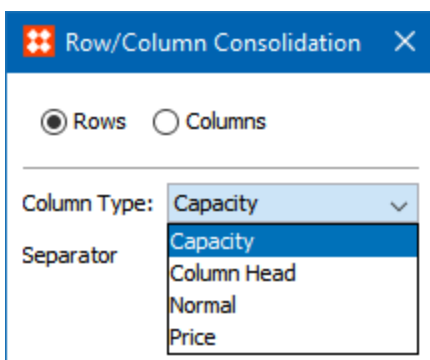 Row/Column Consolidation
Rows Columns
Column Type: Capacity
Separator
Capacity
Column Head
Normal
Price